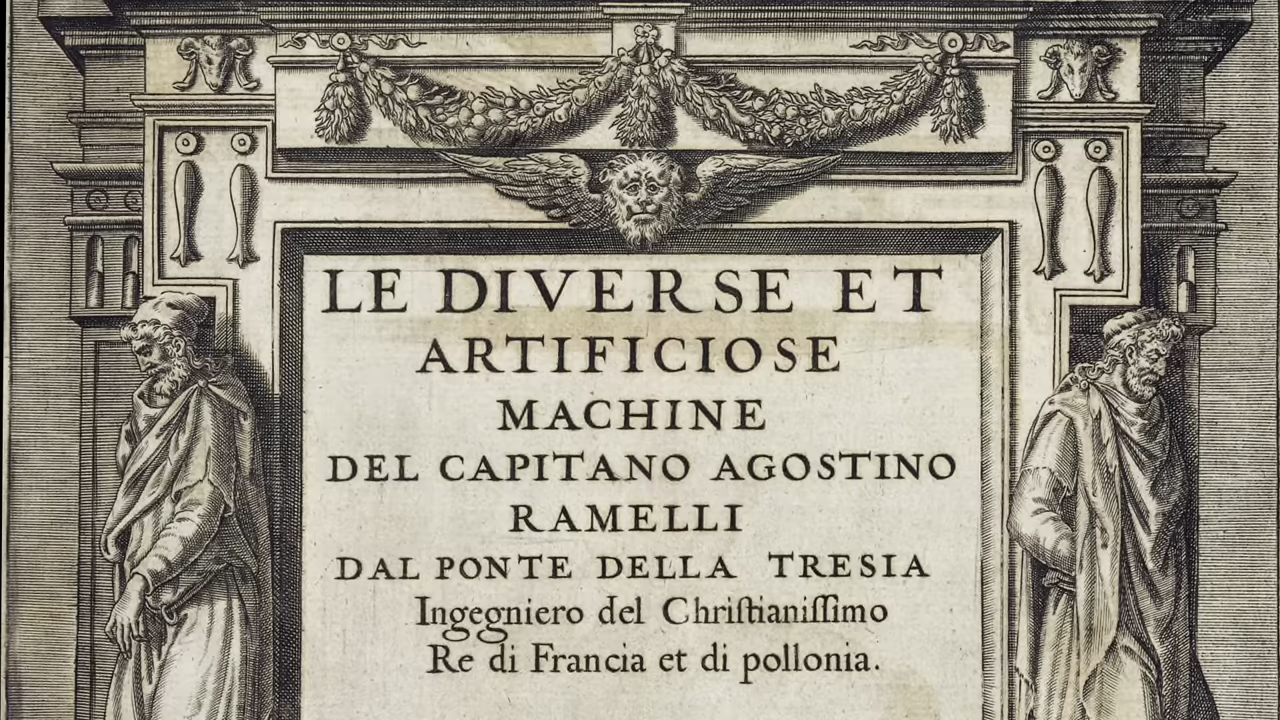 LE DIVERSE ET
ARTIFICIOSE
MACHINE
DEL CAPITANO AGOSTINO
RAMELLI
DAL PONTE DELLA TRESIA
Ingegniero del Chriſtianiſſimo
Re di Francia et di pollonia.